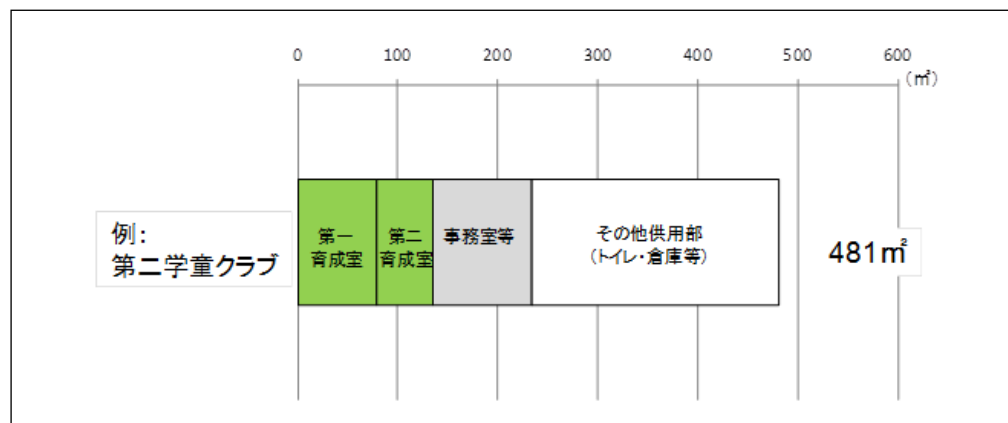 0 100 200 300 400 500 600
(㎡)
例:
第二学童クラブ
第一
育成室
第二
育成室
事務室等
その他供用部
(トイレ・倉庫等)
481㎡